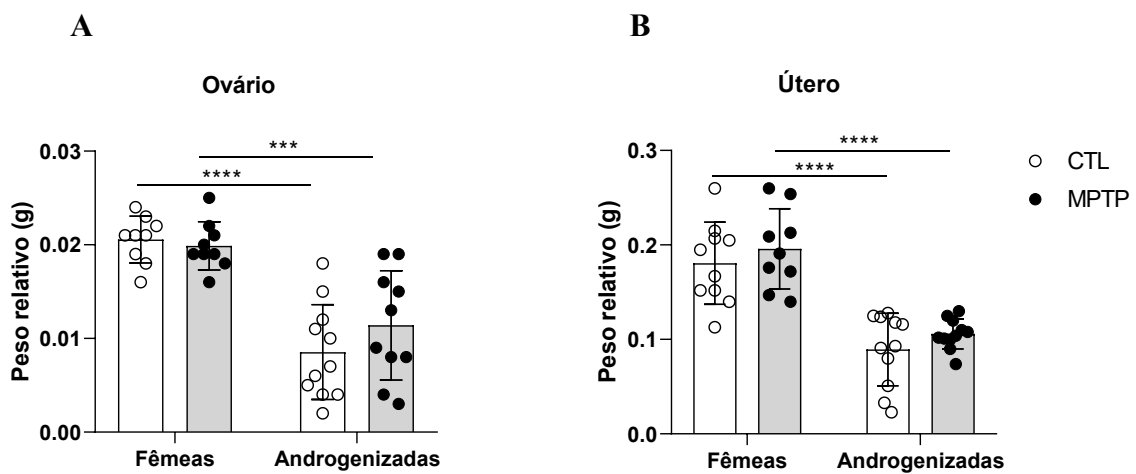 A
B
Ovário
Útero
***
****
****
****
CTL
MPTP
0.03
0.02
0.01
0.00
Peso relativo (g)
Fêmeas
Androgenizadas
0.3
0.2
0.1
0.0
Peso relativo (g)
Fêmeas
Androgenizadas